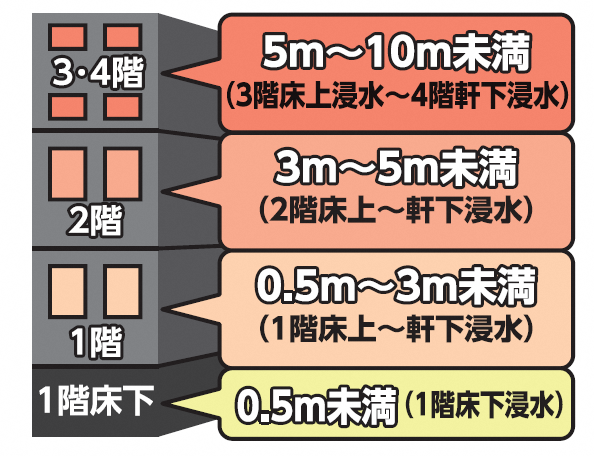 3・4階
5m～10m未満
(3階床上浸水～4階軒下浸水)
2階
3m～5m未満
(2階床上～軒下浸水)
1階
0.5m～3m未満
(1階床上～軒下浸水)
1階床下
0.5m未満(1階床下浸水)